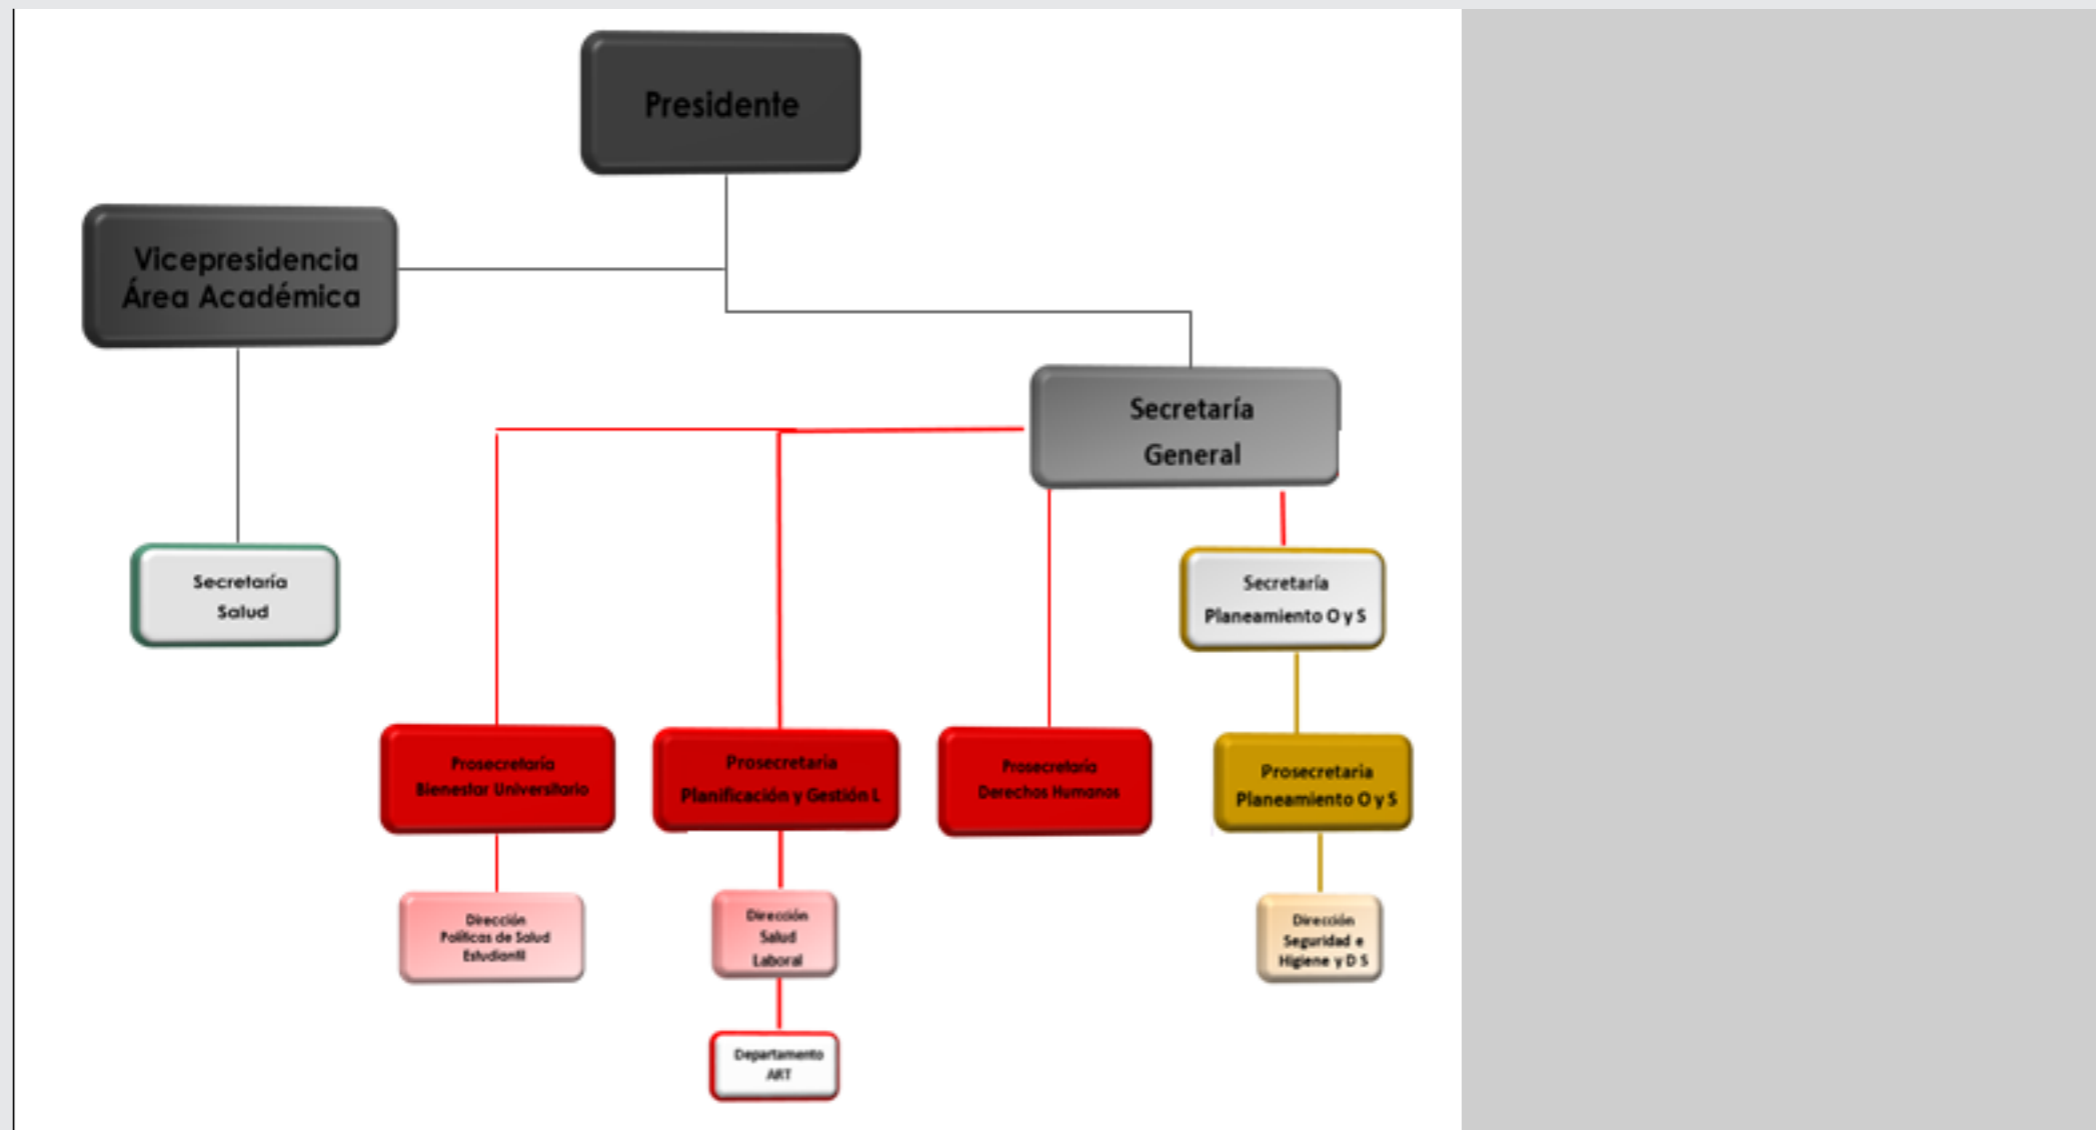 Presidente
Vicepresidencia
Área Académica
Secretaría
General
Secretaría
Salud
Secretaría
Planeamiento O y S
Prosecretaría
Bienestar Universitario
Prosecretaria
Planificación y Gestión L
Prosecretaría
Derechos Humanos
Prosecretaria
Planeamiento O y S
Dirección
Políticas de Salud
Estudiantil
Dirección
Salud
Laboral
Dirección
Seguridad e
Higiene y D S
Departamento
ART